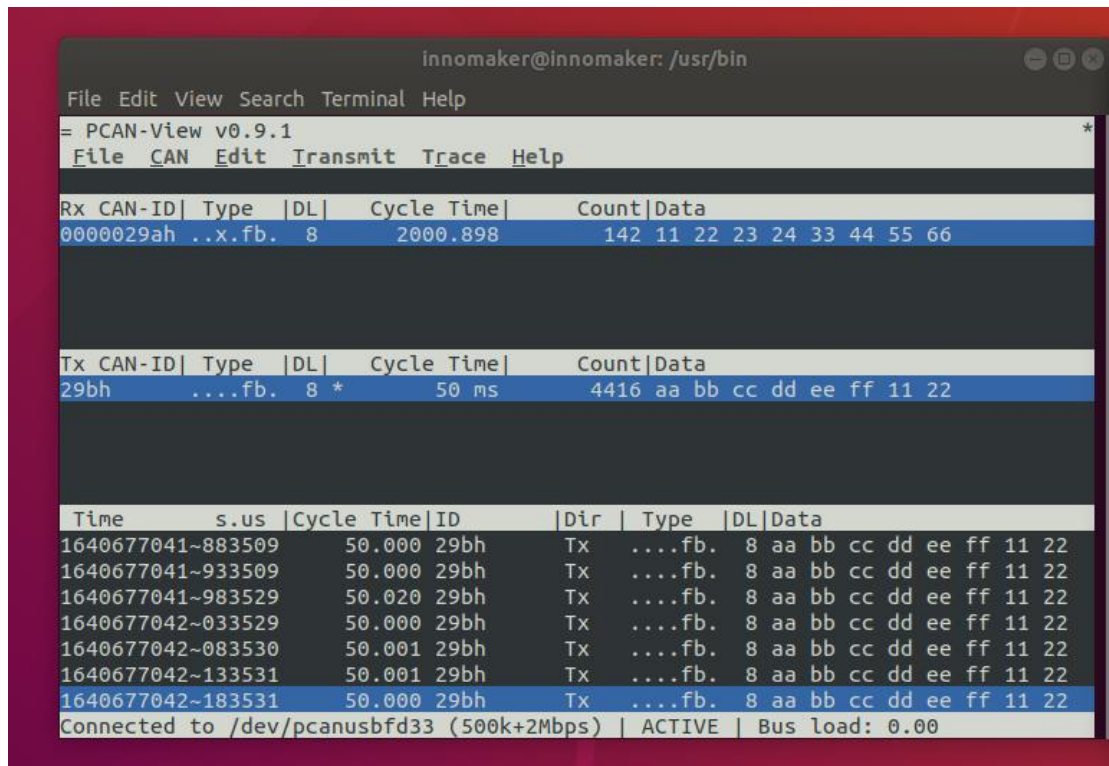 innomaker@innomaker: /usr/bin
File Edit View Search Terminal Help
= PCAN-View v0.9.1 *
File CAN Edit Transmit Trace Help
Rx CAN-ID| Type |DL| Cycle Time| Count|Data
0000029ah ..x.fb. 8 2000.898 142 11 22 23 24 33 44 55 66
Tx CAN-ID| Type |DL| Cycle Time| Count|Data
29bh ....fb. 8 * 50 ms 4416 aa bb cc dd ee ff 11 22
Time s.us |Cycle Time|ID |Dir | Type |DL|Data
1640677041~883509 50.000 29bh Tx ....fb. 8 aa bb cc dd ee ff 11 22
1640677041~933509 50.000 29bh Tx ....fb. 8 aa bb cc dd ee ff 11 22
1640677041~983529 50.020 29bh Tx ....fb. 8 aa bb cc dd ee ff 11 22
1640677042~033529 50.000 29bh Tx ....fb. 8 aa bb cc dd ee ff 11 22
1640677042~083530 50.001 29bh Tx ....fb. 8 aa bb cc dd ee ff 11 22
1640677042~133531 50.001 29bh Tx ....fb. 8 aa bb cc dd ee ff 11 22
1640677042~183531 50.000 29bh Tx ....fb. 8 aa bb cc dd ee ff 11 22
Connected to /dev/pcanusbfd33 (500k+2Mbps) | ACTIVE | Bus load: 0.00